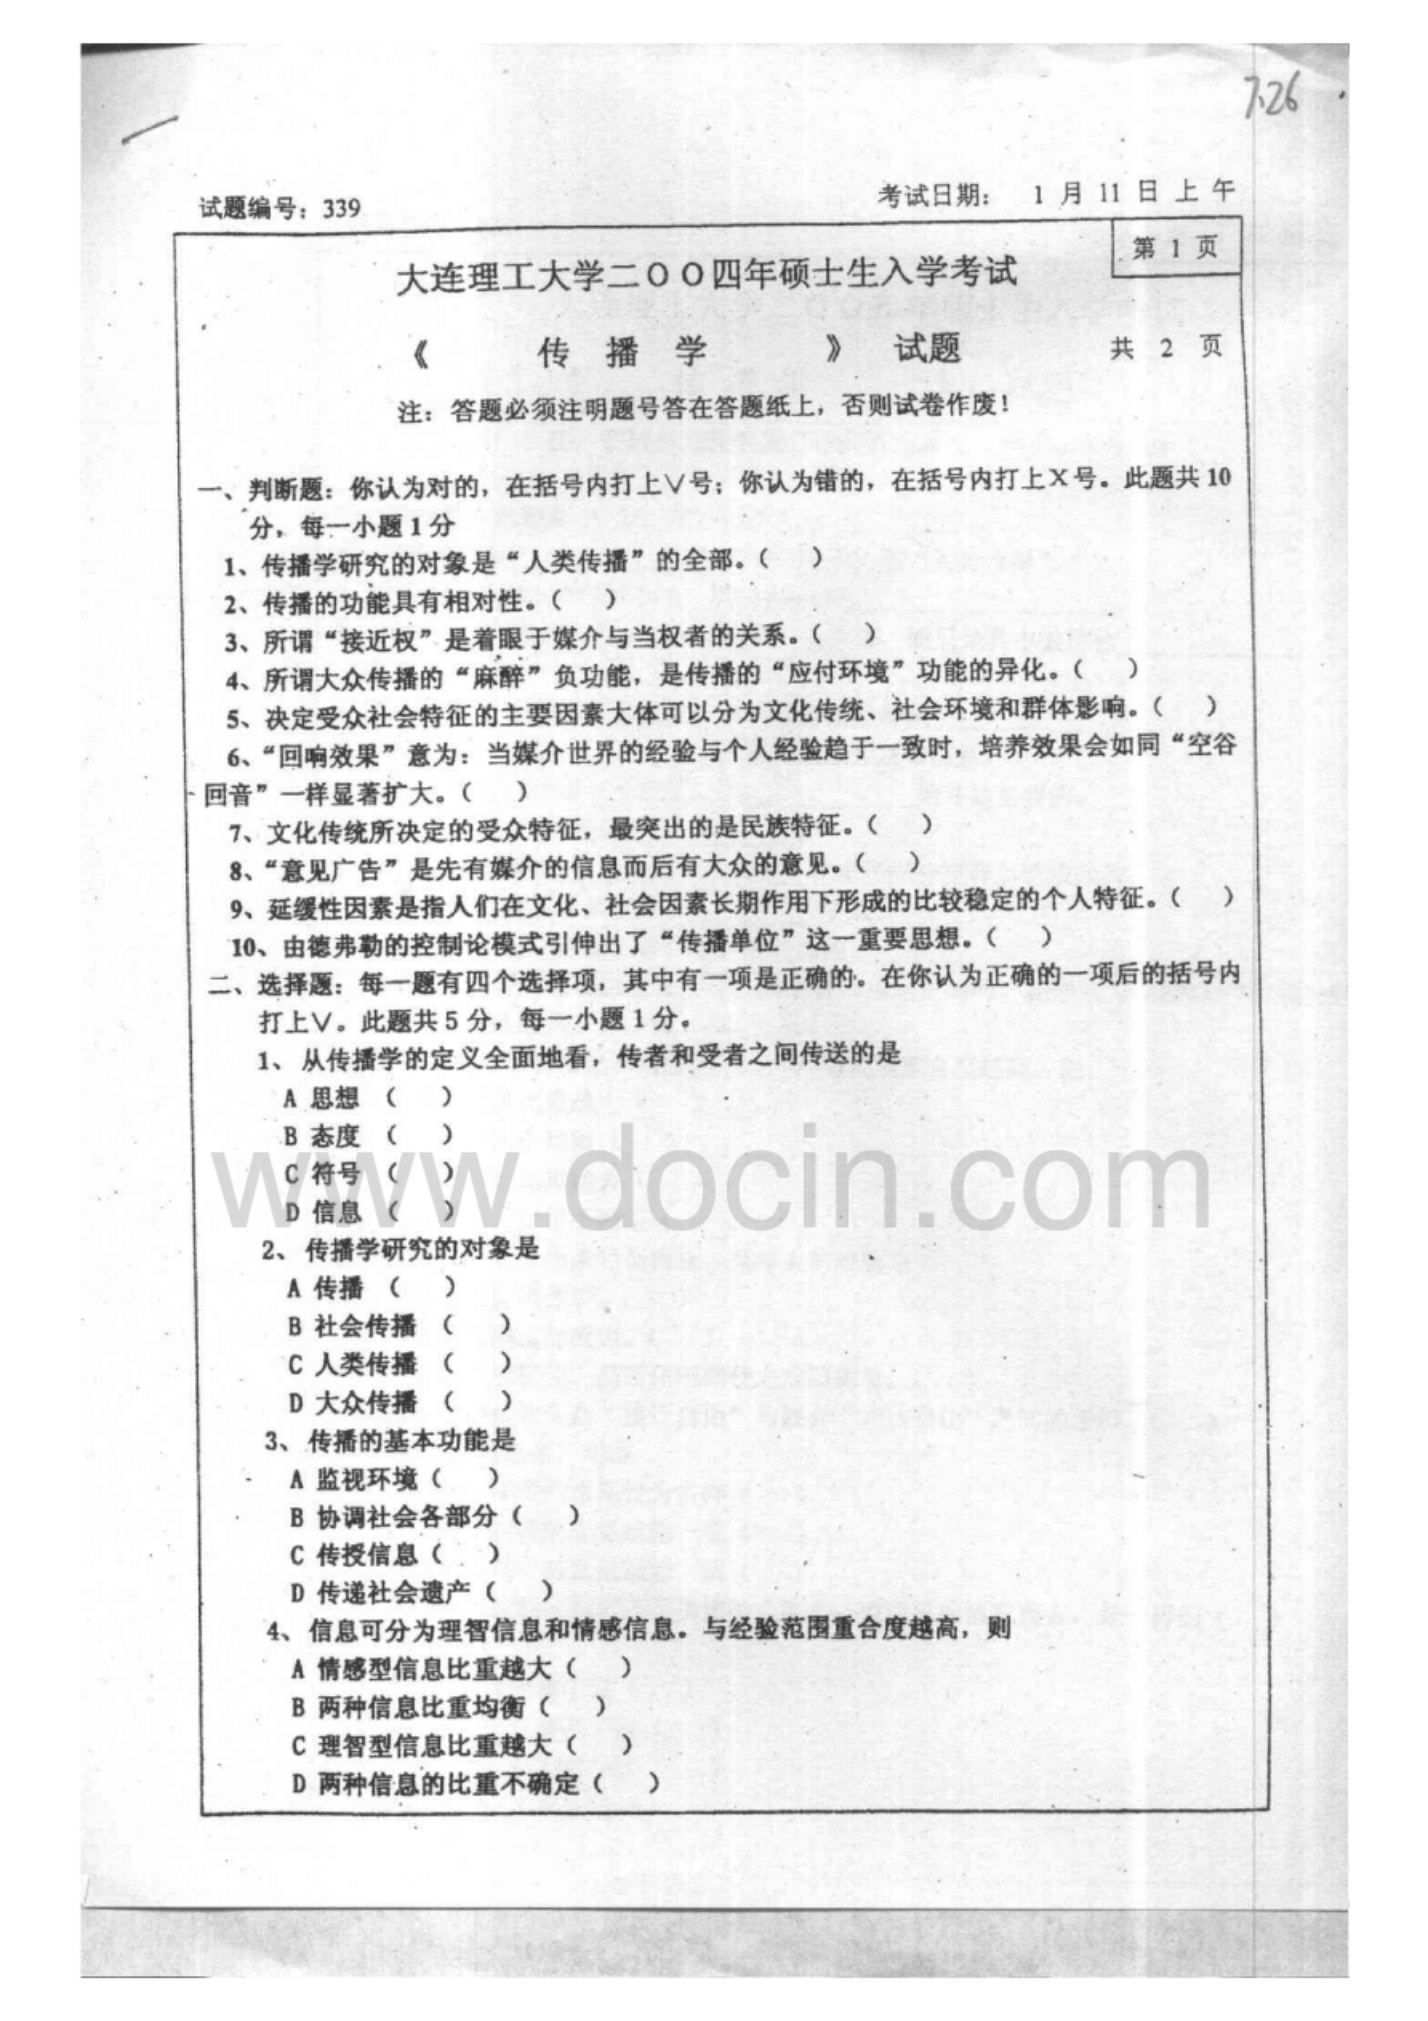 7.26
试题编号：339
考试日期： 1 月 11 日 上 午
第 1 页
大连理工大学二００四年硕士生入学考试
《 传 播 学 》 试题
共 2 页
注：答题必须注明题号答在答题纸上，否则试卷作废！
一、判断题：你认为对的，在括号内打上∨号；你认为错的，在括号内打上X号。此题共 10
分，每一小题 1 分
1、传播学研究的对象是“人类传播”的全部。（ ）
2、传播的功能具有相对性。（ ）
3、所谓“接近权”是着眼于媒介与当权者的关系。（ ）
4、所谓大众传播的“麻醉”负功能，是传播的“应付环境”功能的异化。（ ）
5、决定受众社会特征的主要因素大体可以分为文化传统、社会环境和群体影响。（ ）
6、“回响效果”意为：当媒介世界的经验与个人经验趋于一致时，培养效果会如同“空谷
回音”一样显著扩大。（ ）
7、文化传统所决定的受众特征，最突出的是民族特征。（ ）
8、“意见广告”是先有媒介的信息而后有大众的意见。（ ）
9、延缓性因素是指人们在文化、社会因素长期作用下形成的比较稳定的个人特征。（ ）
10、由德弗勒的控制论模式引伸出了“传播单位”这一重要思想。（ ）
二、选择题：每一题有四个选择项，其中有一项是正确的。在你认为正确的一项后的括号内
打上∨。此题共 5 分，每一小题 1 分。
1、 从传播学的定义全面地看，传者和受者之间传送的是
A 思想 （ ）
B 态度 （ ）
C 符号 （ ）
D 信息 （ ）
www.docin.com
2、 传播学研究的对象是
A 传播 （ ）
B 社会传播 （ ）
C 人类传播 （ ）
D 大众传播 （ ）
3、 传播的基本功能是
A 监视环境（ ）
B 协调社会各部分（ ）
C 传授信息（ ）
D 传递社会遗产（ ）
4、 信息可分为理智信息和情感信息。与经验范围重合度越高，则
A 情感型信息比重越大（ ）
B 两种信息比重均衡（ ）
C 理智型信息比重越大（ ）
D 两种信息的比重不确定（ ）